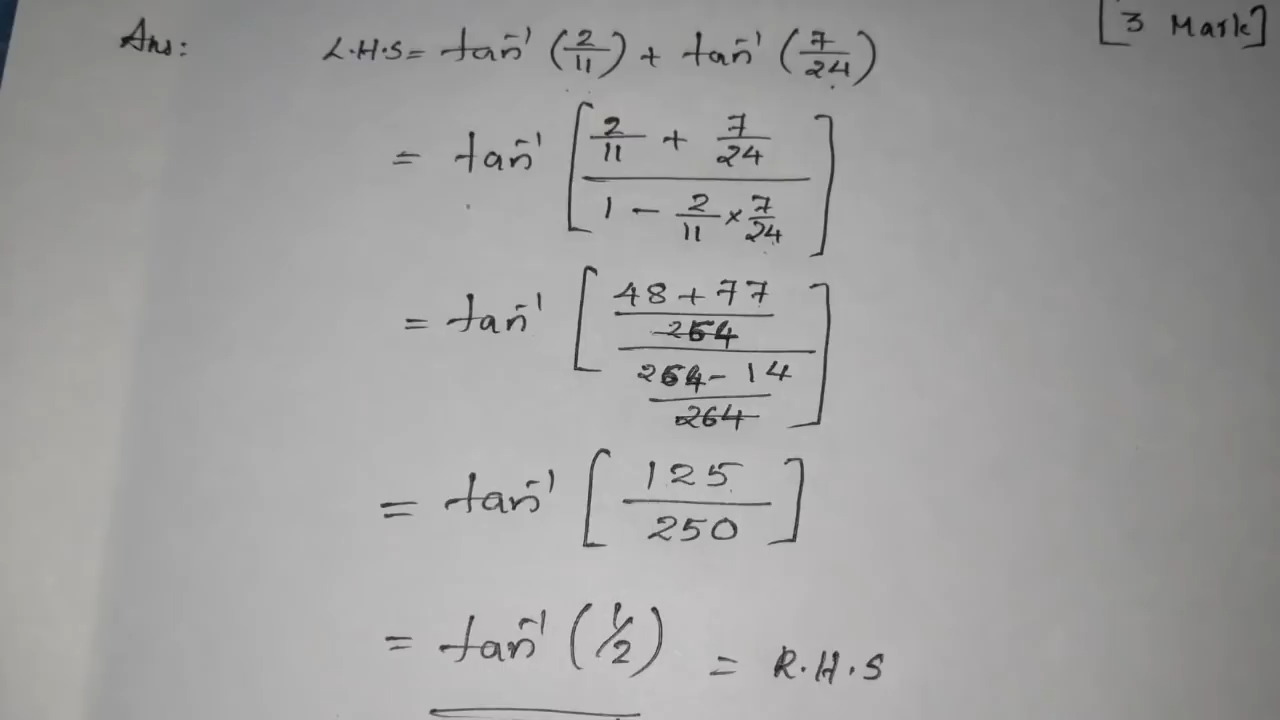 [3 Mark]
Ans: L.H.S = tan⁻¹ (2/11) + tan⁻¹ (7/24)
= tan⁻¹ [ (2/11 + 7/24) / (1 - 2/11 × 7/24) ]
= tan⁻¹ [ ((48 + 77)/264) / ((264 - 14)/264) ]
= tan⁻¹ [ 125/250 ]
= tan⁻¹ (1/2) = R.H.S